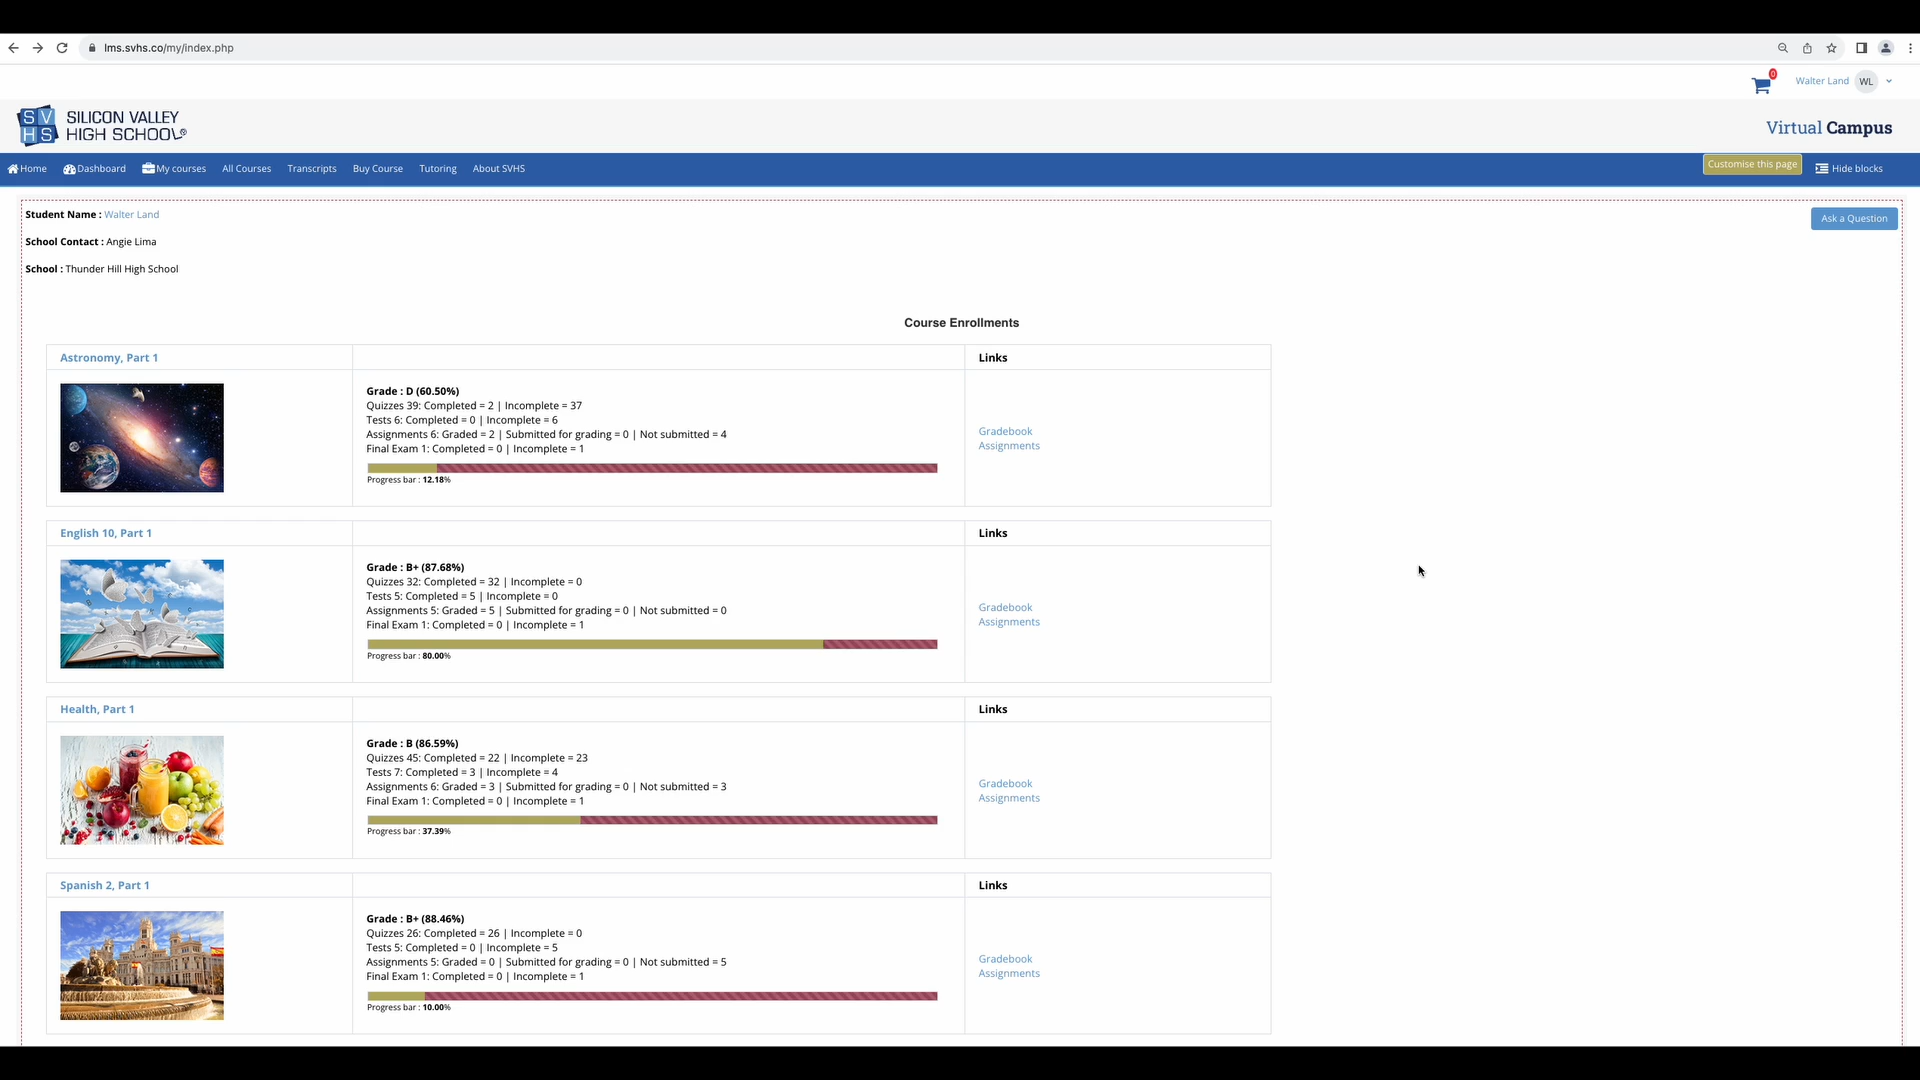 lms.svhs.co/my/index.php
0
Walter Land WL
SV
HS
SILICON VALLEY
HIGH SCHOOL®
Virtual Campus
Home Dashboard My courses All Courses Transcripts Buy Course Tutoring About SVHS Customise this page Hide blocks
Student Name : Walter Land
Ask a Question
School Contact : Angie Lima
School : Thunder Hill High School
Course Enrollments
Astronomy, Part 1 Links
Grade : D (60.50%)
Quizzes 39: Completed = 2 | Incomplete = 37
Tests 6: Completed = 0 | Incomplete = 6
Assignments 6: Graded = 2 | Submitted for grading = 0 | Not submitted = 4
Final Exam 1: Completed = 0 | Incomplete = 1
Progress bar : 12.18%
Gradebook
Assignments
English 10, Part 1 Links
Grade : B+ (87.68%)
Quizzes 32: Completed = 32 | Incomplete = 0
Tests 5: Completed = 5 | Incomplete = 0
Assignments 5: Graded = 5 | Submitted for grading = 0 | Not submitted = 0
Final Exam 1: Completed = 0 | Incomplete = 1
Progress bar : 80.00%
Gradebook
Assignments
Health, Part 1 Links
Grade : B (86.59%)
Quizzes 45: Completed = 22 | Incomplete = 23
Tests 7: Completed = 3 | Incomplete = 4
Assignments 6: Graded = 3 | Submitted for grading = 0 | Not submitted = 3
Final Exam 1: Completed = 0 | Incomplete = 1
Progress bar : 37.39%
Gradebook
Assignments
Spanish 2, Part 1 Links
Grade : B+ (88.46%)
Quizzes 26: Completed = 26 | Incomplete = 0
Tests 5: Completed = 0 | Incomplete = 5
Assignments 5: Graded = 0 | Submitted for grading = 0 | Not submitted = 5
Final Exam 1: Completed = 0 | Incomplete = 1
Progress bar : 10.00%
Gradebook
Assignments